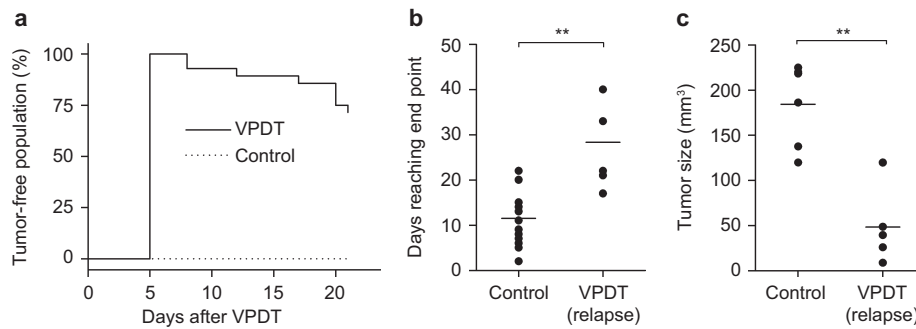 a
Tumor-free population (%)
100
75
50
25
0
VPDT
Control
0 5 10 15 20
Days after VPDT
b
**
Days reaching end point
50
40
30
20
10
0
Control VPDT
(relapse)
c
**
Tumor size (mm³)
250
200
150
100
50
0
Control VPDT
(relapse)